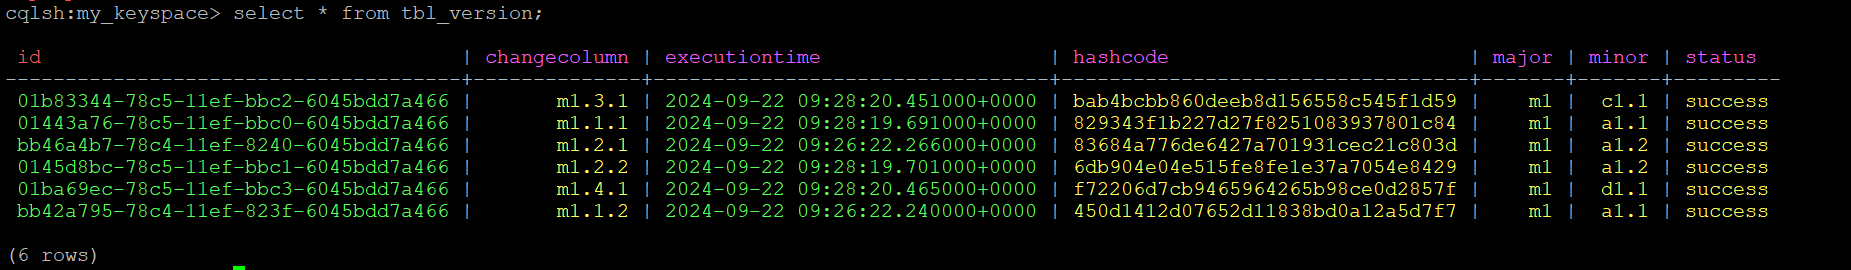 cqlsh:my_keyspace> select * from tbl_version;
id | changecolumn | executiontime | hashcode | major | minor | status
--------------------------------------+--------------+---------------------------------+----------------------------------+-------+-------+---------
01b83344-78c5-11ef-bbc2-6045bdd7a466 | m1.3.1 | 2024-09-22 09:28:20.451000+0000 | bab4bcbb860deeb8d156558c545f1d59 | m1 | c1.1 | success
01443a76-78c5-11ef-bbc0-6045bdd7a466 | m1.1.1 | 2024-09-22 09:28:19.691000+0000 | 829343f1b227d27f8251083937801c84 | m1 | a1.1 | success
bb46a4b7-78c4-11ef-8240-6045bdd7a466 | m1.2.1 | 2024-09-22 09:26:22.266000+0000 | 83684a776de6427a701931cec21c803d | m1 | a1.2 | success
0145d8bc-78c5-11ef-bbc1-6045bdd7a466 | m1.2.2 | 2024-09-22 09:28:19.701000+0000 | 6db904e04e515fe8fe1e37a7054e8429 | m1 | a1.2 | success
01ba69ec-78c5-11ef-bbc3-6045bdd7a466 | m1.4.1 | 2024-09-22 09:28:20.465000+0000 | f72206d7cb9465964265b98ce0d2857f | m1 | d1.1 | success
bb42a795-78c4-11ef-823f-6045bdd7a466 | m1.1.2 | 2024-09-22 09:26:22.240000+0000 | 450d1412d07652d11838bd0a12a5d7f7 | m1 | a1.1 | success
(6 rows)